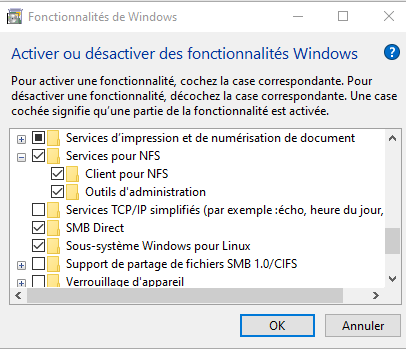 Fonctionnalités de Windows
Activer ou désactiver des fonctionnalités Windows
Pour activer une fonctionnalité, cochez la case correspondante. Pour
désactiver une fonctionnalité, décochez la case correspondante. Une case
cochée signifie qu'une partie de la fonctionnalité est activée.
Services d'impression et de numérisation de document
Services pour NFS
Client pour NFS
Outils d'administration
Services TCP/IP simplifiés (par exemple :écho, heure du jour,
SMB Direct
Sous-système Windows pour Linux
Support de partage de fichiers SMB 1.0/CIFS
Verrouillage d'appareil
OK
Annuler